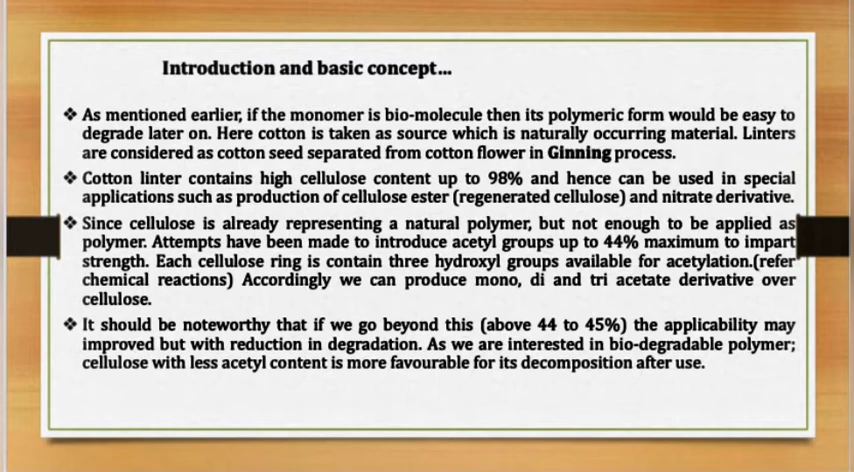 Introduction and basic concept...
❖ As mentioned earlier, if the monomer is bio-molecule then its polymeric form would be easy to
degrade later on. Here cotton is taken as source which is naturally occurring material. Linters
are considered as cotton seed separated from cotton flower in Ginning process.
❖ Cotton linter contains high cellulose content up to 98% and hence can be used in special
applications such as production of cellulose ester (regenerated cellulose) and nitrate derivative.
❖ Since cellulose is already representing a natural polymer, but not enough to be applied as
polymer. Attempts have been made to introduce acetyl groups up to 44% maximum to impart
strength. Each cellulose ring is contain three hydroxyl groups available for acetylation.(refer
chemical reactions) Accordingly we can produce mono, di and tri acetate derivative over
cellulose.
❖ It should be noteworthy that if we go beyond this (above 44 to 45%) the applicability may
improved but with reduction in degradation. As we are interested in bio-degradable polymer;
cellulose with less acetyl content is more favourable for its decomposition after use.